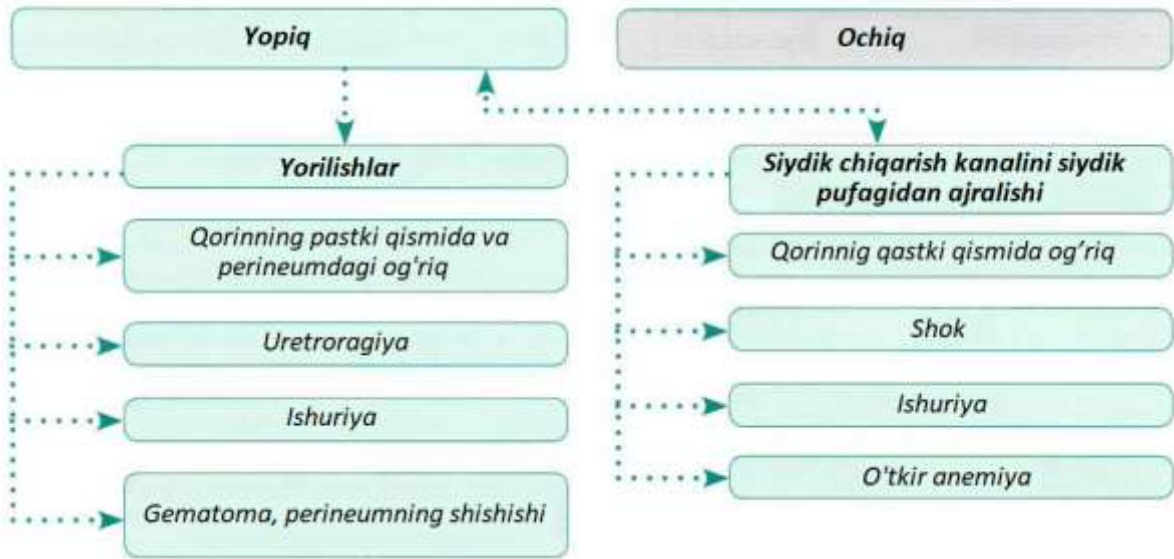 Yopiq
Ochiq
Yorilishlar
Qorinning pastki qismida va
perineumdagi og'riq
Uretroragiya
Ishuriya
Gematoma, perineumning shishishi
Siydik chiqarish kanalini siydik
pufagidan ajralishi
Qorinnig qastki qismida og’riq
Shok
Ishuriya
O'tkir anemiya